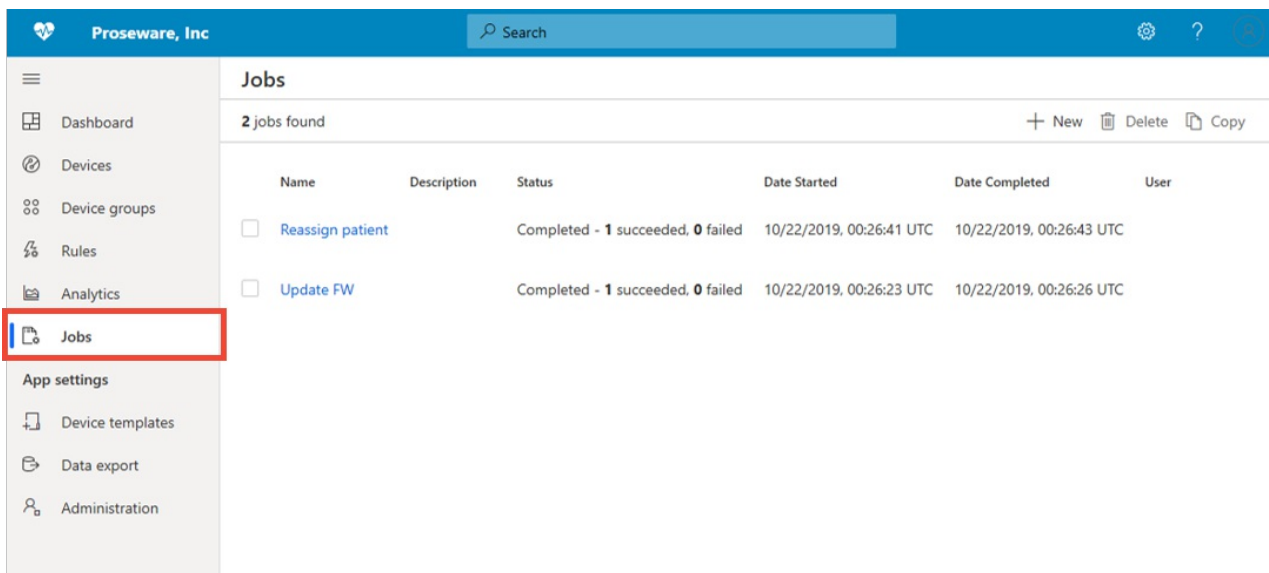 Proseware, Inc
Search
?
Jobs
Dashboard
2 jobs found
New Delete Copy
Devices
Name Description Status Date Started Date Completed User
Device groups
Reassign patient Completed - 1 succeeded, 0 failed 10/22/2019, 00:26:41 UTC 10/22/2019, 00:26:43 UTC
Rules
Update FW Completed - 1 succeeded, 0 failed 10/22/2019, 00:26:23 UTC 10/22/2019, 00:26:26 UTC
Analytics
Jobs
App settings
Device templates
Data export
Administration